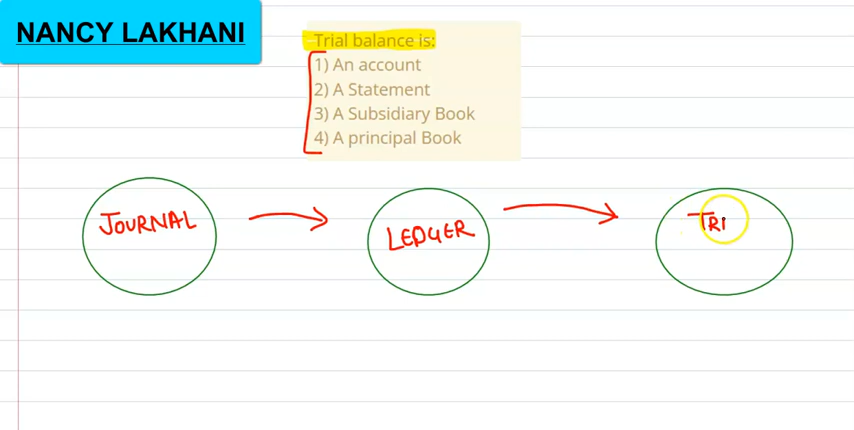 NANCY LAKHANI
Trial balance is:
1) An account
2) A Statement
3) A Subsidiary Book
4) A principal Book
JOURNAL
LEDGER
TRI